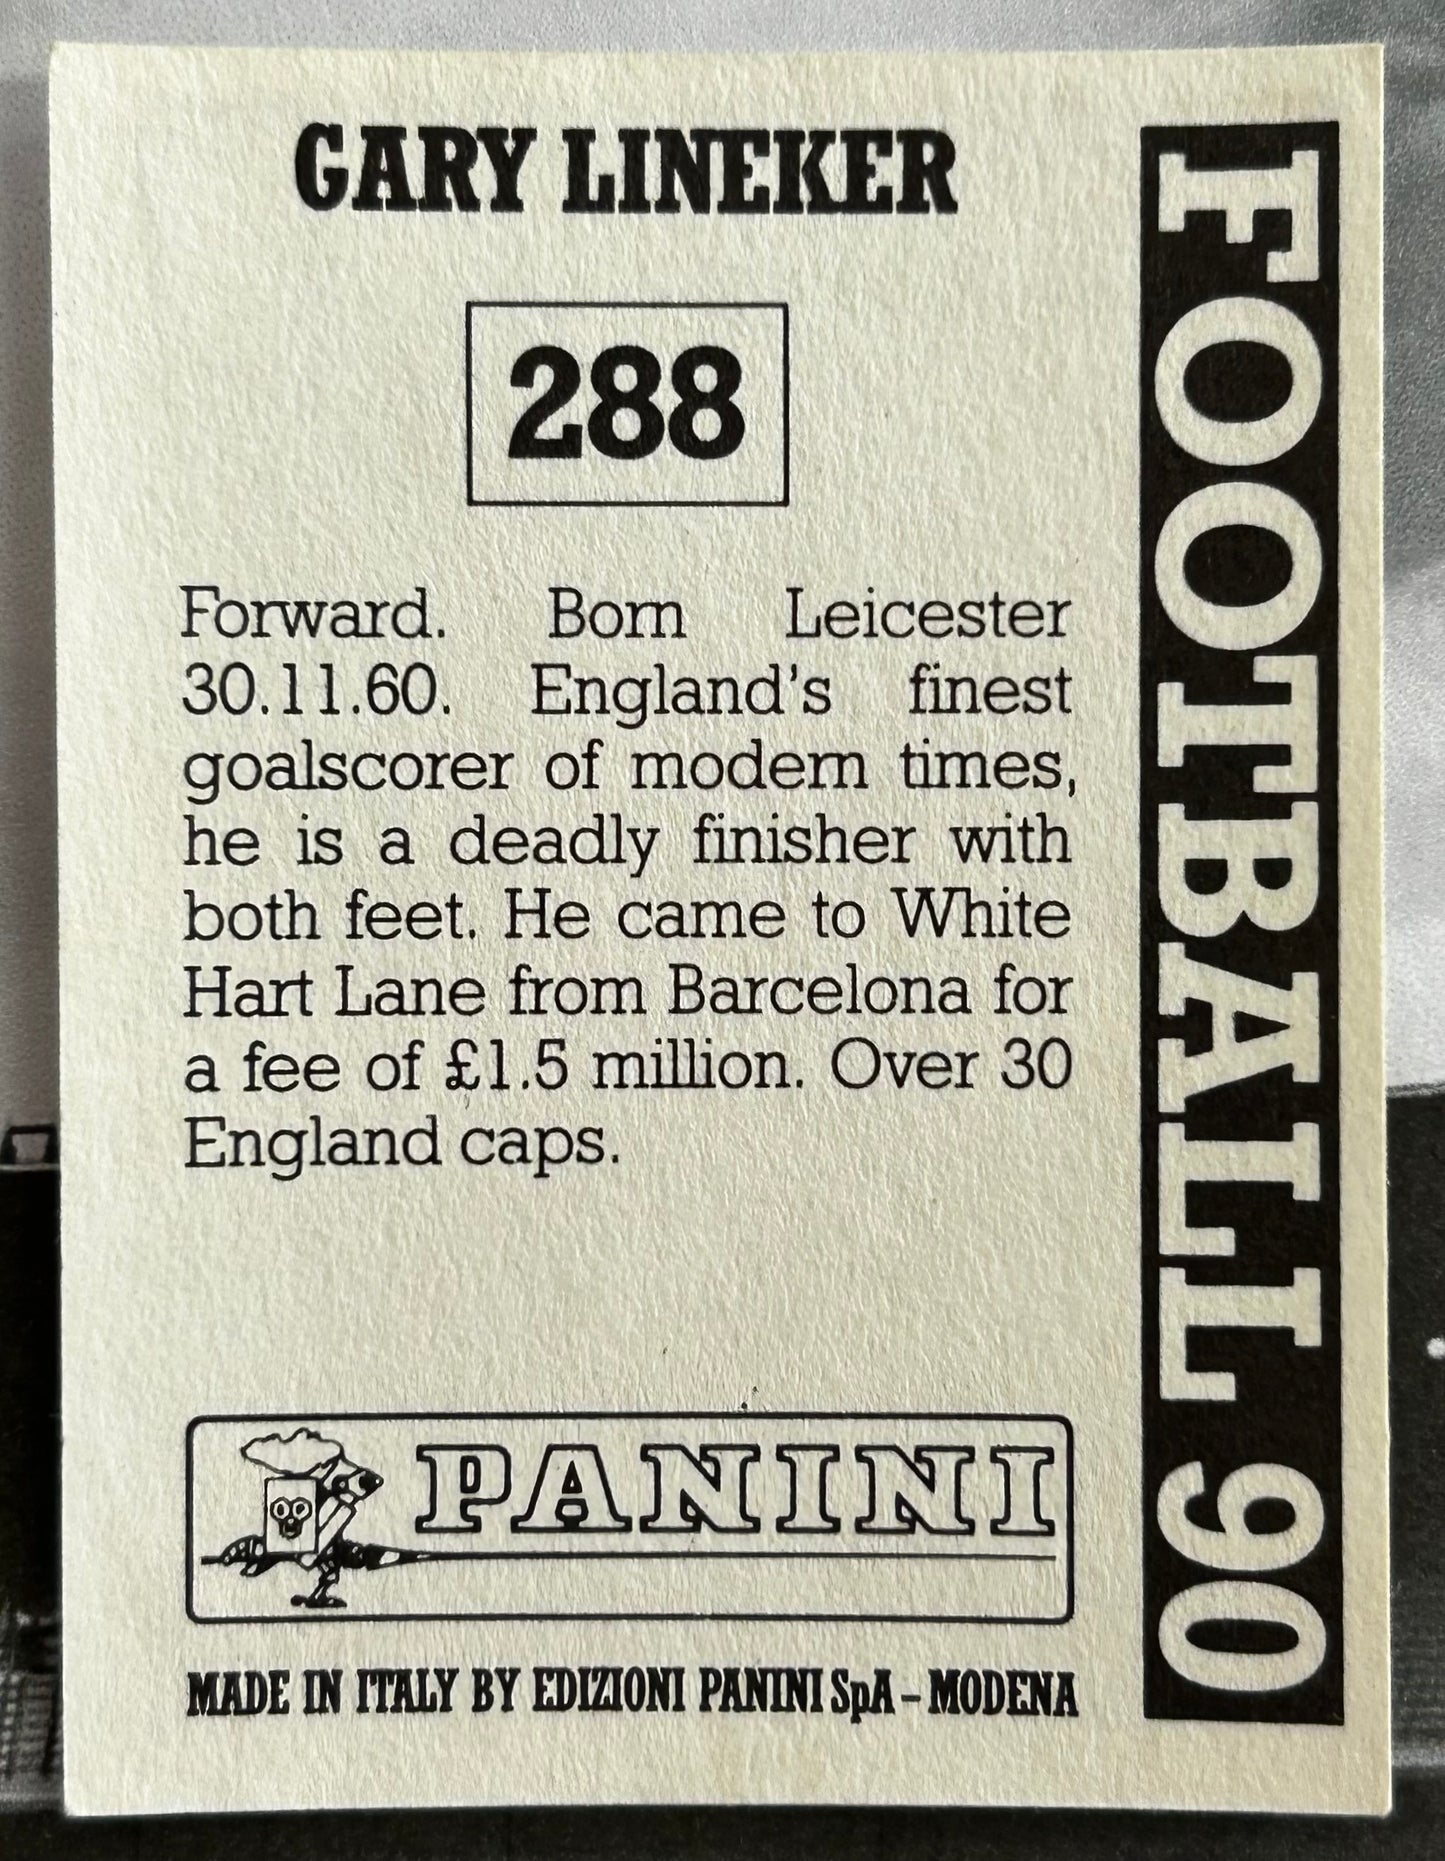 GARY LINEKER
288
Forward. Born Leicester
30.11.60. England's finest
goalscorer of modern times,
he is a deadly finisher with
both feet. He came to White
Hart Lane from Barcelona for
a fee of £1.5 million. Over 30
England caps.
PANINI
MADE IN ITALY BY EDIZIONI PANINI SpA – MODENA
FOOTBALL 90